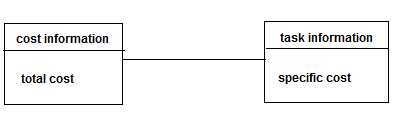 cost information
total cost
task information
specific cost